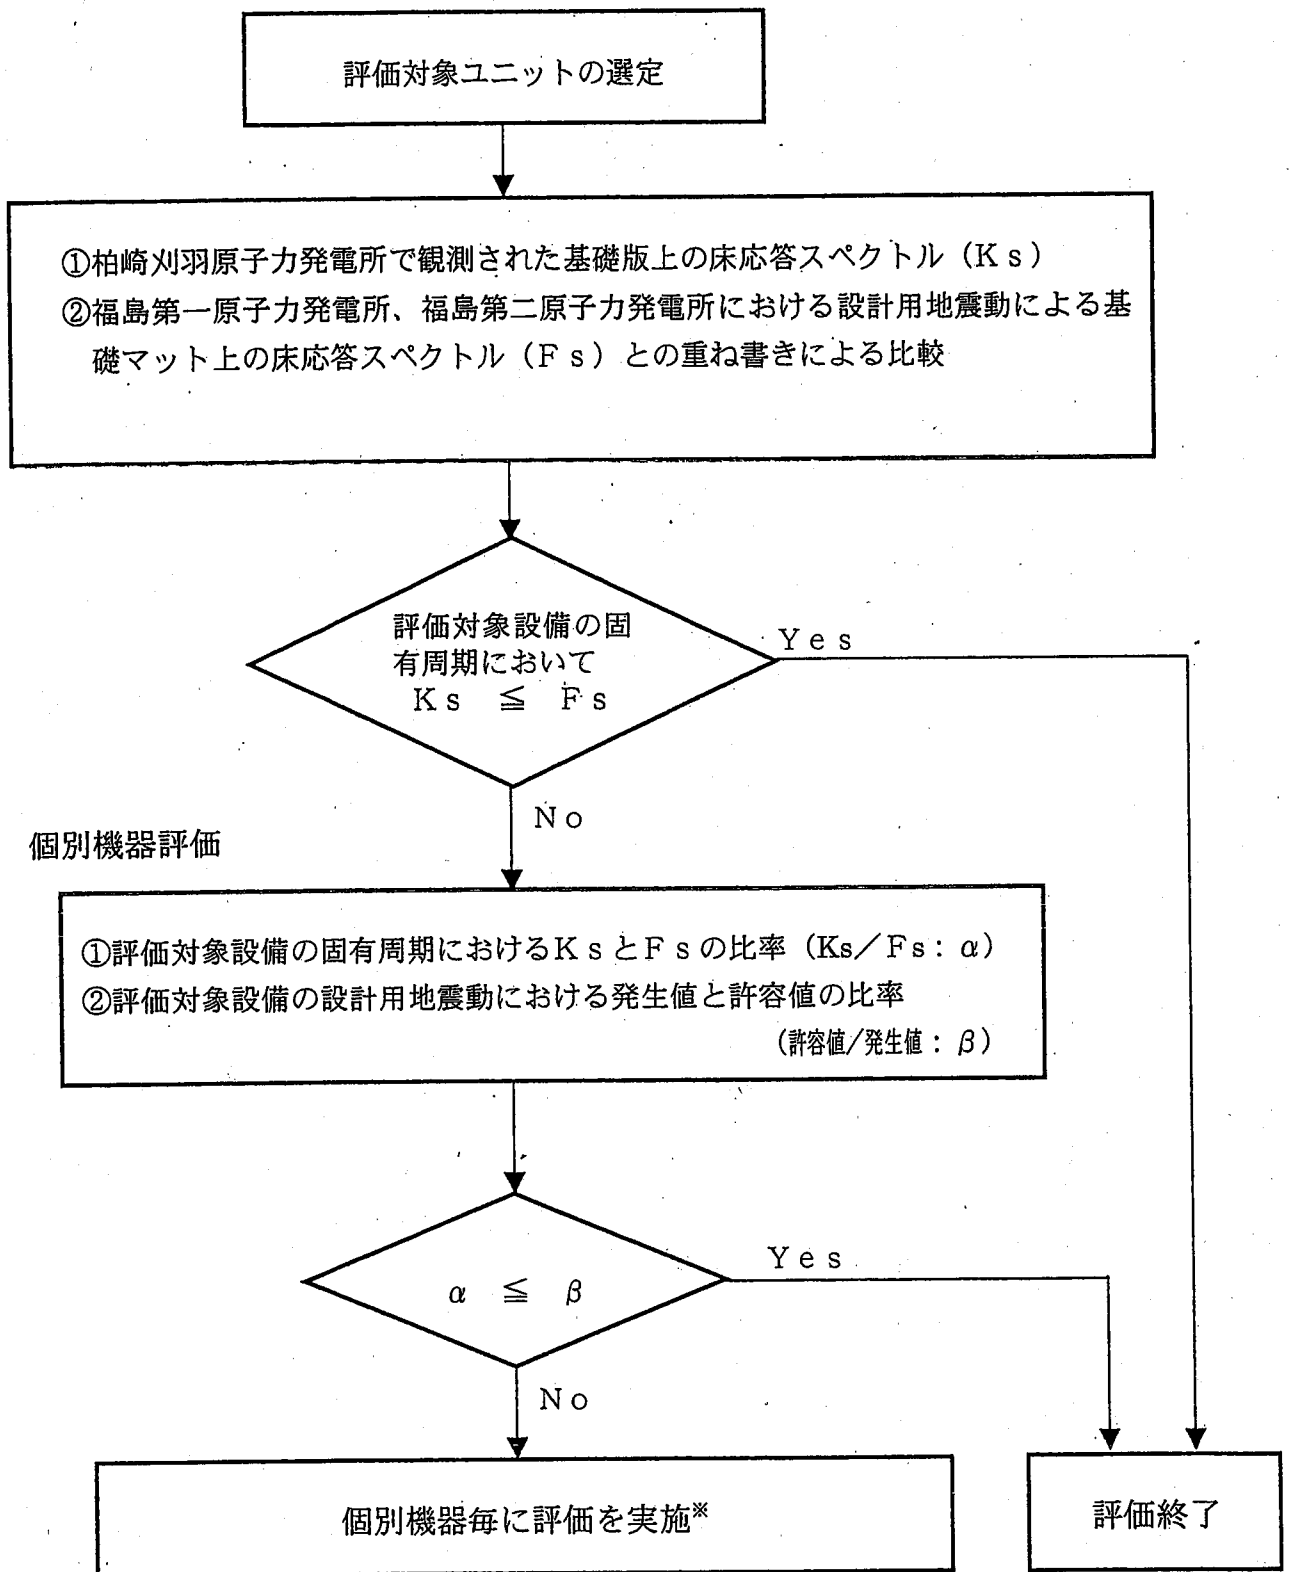 評価対象ユニットの選定
①柏崎刈羽原子力発電所で観測された基礎版上の床応答スペクトル（Ｋｓ）
②福島第一原子力発電所、福島第二原子力発電所における設計用地震動による基
礎マット上の床応答スペクトル（Ｆｓ）との重ね書きによる比較
評価対象設備の固
有周期において
Ｋｓ ≦ Ｆｓ
Ｙｅｓ
Ｎｏ
個別機器評価
①評価対象設備の固有周期におけるＫｓとＦｓの比率（Ks／Fs：α）
②評価対象設備の設計用地震動における発生値と許容値の比率
（許容値/発生値：β）
α ≦ β
Ｙｅｓ
Ｎｏ
個別機器毎に評価を実施※
評価終了